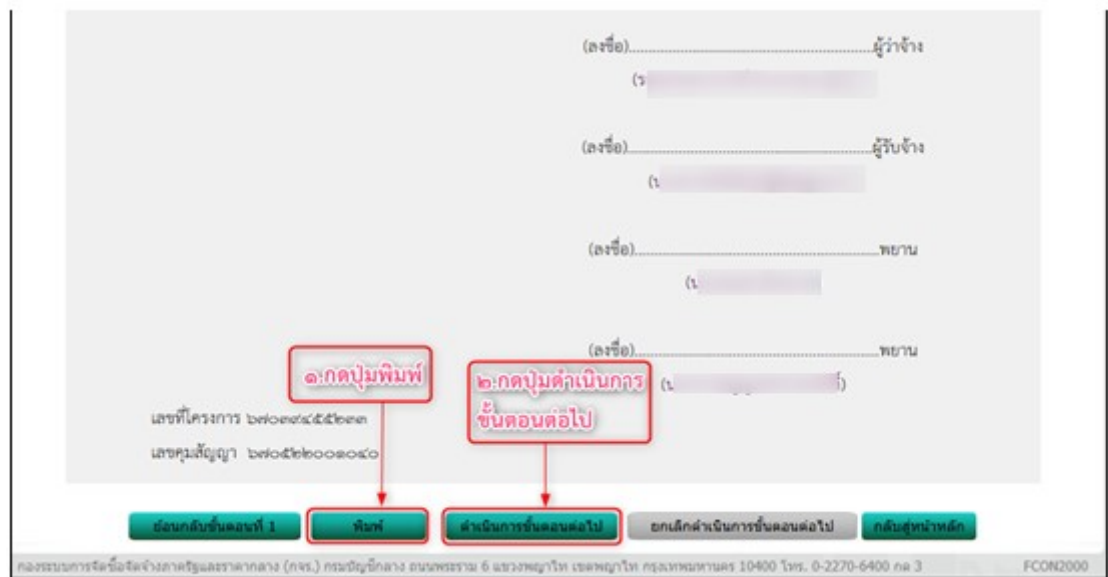 (ลงชื่อ)......................................................ผู้ว่าจ้าง
(ลงชื่อ)......................................................ผู้รับจ้าง
(ลงชื่อ)......................................................พยาน
(ลงชื่อ)......................................................พยาน
๑.กดปุ่มพิมพ์
๒.กดปุ่มดำเนินการ
ขั้นตอนต่อไป
เลขที่โครงการ ๖๗๐๓๙๔๕๕๒๓๓
เลขคุมสัญญา ๖๗๐๕๒๒๐๐๑๐๔๐
ย้อนกลับขั้นตอนที่ 1 พิมพ์ ดำเนินการขั้นตอนต่อไป ยกเลิกดำเนินการขั้นตอนต่อไป กลับสู่หน้าหลัก
กองระบบการจัดซื้อจัดจ้างภาครัฐและราคากลาง (กจร.) กรมบัญชีกลาง ถนนพระราม 6 แขวงพญาไท เขตพญาไท กรุงเทพมหานคร 10400 โทร. 0-2270-6400 กด 3 FCON2000